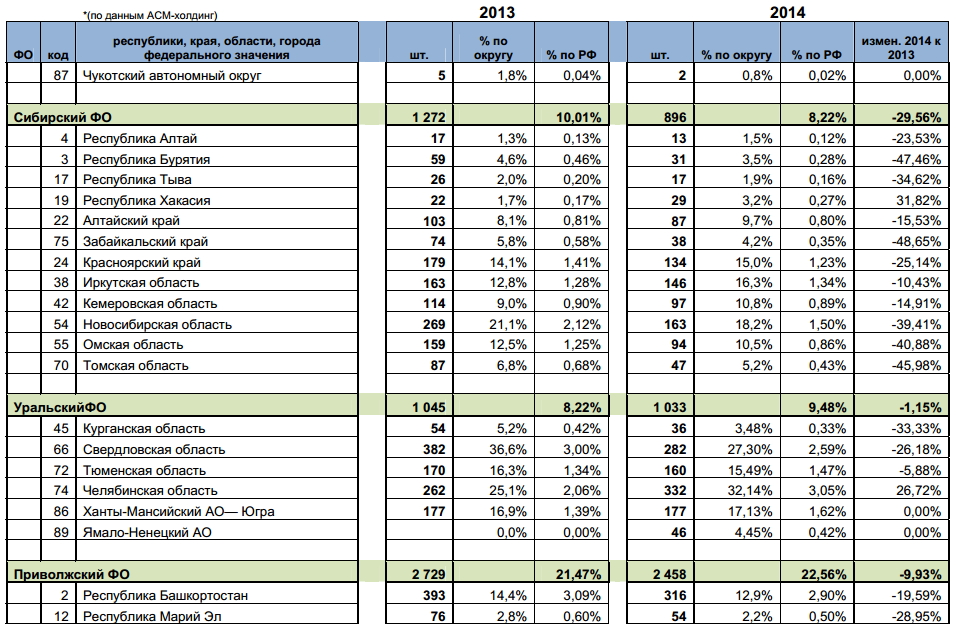 *(по данным АСМ-холдинг) 2013 2014
ФО код республики, края, области, города федерального значения шт. % по округу % по РФ шт. % по округу % по РФ измен. 2014 к 2013
87 Чукотский автономный округ 5 1,8% 0,04% 2 0,8% 0,02% 0,00%
Сибирский ФО 1 272 10,01% 896 8,22% -29,56%
4 Республика Алтай 17 1,3% 0,13% 13 1,5% 0,12% -23,53%
3 Республика Бурятия 59 4,6% 0,46% 31 3,5% 0,28% -47,46%
17 Республика Тыва 26 2,0% 0,20% 17 1,9% 0,16% -34,62%
19 Республика Хакасия 22 1,7% 0,17% 29 3,2% 0,27% 31,82%
22 Алтайский край 103 8,1% 0,81% 87 9,7% 0,80% -15,53%
75 Забайкальский край 74 5,8% 0,58% 38 4,2% 0,35% -48,65%
24 Красноярский край 179 14,1% 1,41% 134 15,0% 1,23% -25,14%
38 Иркутская область 163 12,8% 1,28% 146 16,3% 1,34% -10,43%
42 Кемеровская область 114 9,0% 0,90% 97 10,8% 0,89% -14,91%
54 Новосибирская область 269 21,1% 2,12% 163 18,2% 1,50% -39,41%
55 Омская область 159 12,5% 1,25% 94 10,5% 0,86% -40,88%
70 Томская область 87 6,8% 0,68% 47 5,2% 0,43% -45,98%
УральскийФО 1 045 8,22% 1 033 9,48% -1,15%
45 Курганская область 54 5,2% 0,42% 36 3,48% 0,33% -33,33%
66 Свердловская область 382 36,6% 3,00% 282 27,30% 2,59% -26,18%
72 Тюменская область 170 16,3% 1,34% 160 15,49% 1,47% -5,88%
74 Челябинская область 262 25,1% 2,06% 332 32,14% 3,05% 26,72%
86 Ханты-Мансийский АО— Югра 177 16,9% 1,39% 177 17,13% 1,62% 0,00%
89 Ямало-Ненецкий АО 0,0% 0,00% 46 4,45% 0,42% 0,00%
Приволжский ФО 2 729 21,47% 2 458 22,56% -9,93%
2 Республика Башкортостан 393 14,4% 3,09% 316 12,9% 2,90% -19,59%
12 Республика Марий Эл 76 2,8% 0,60% 54 2,2% 0,50% -28,95%